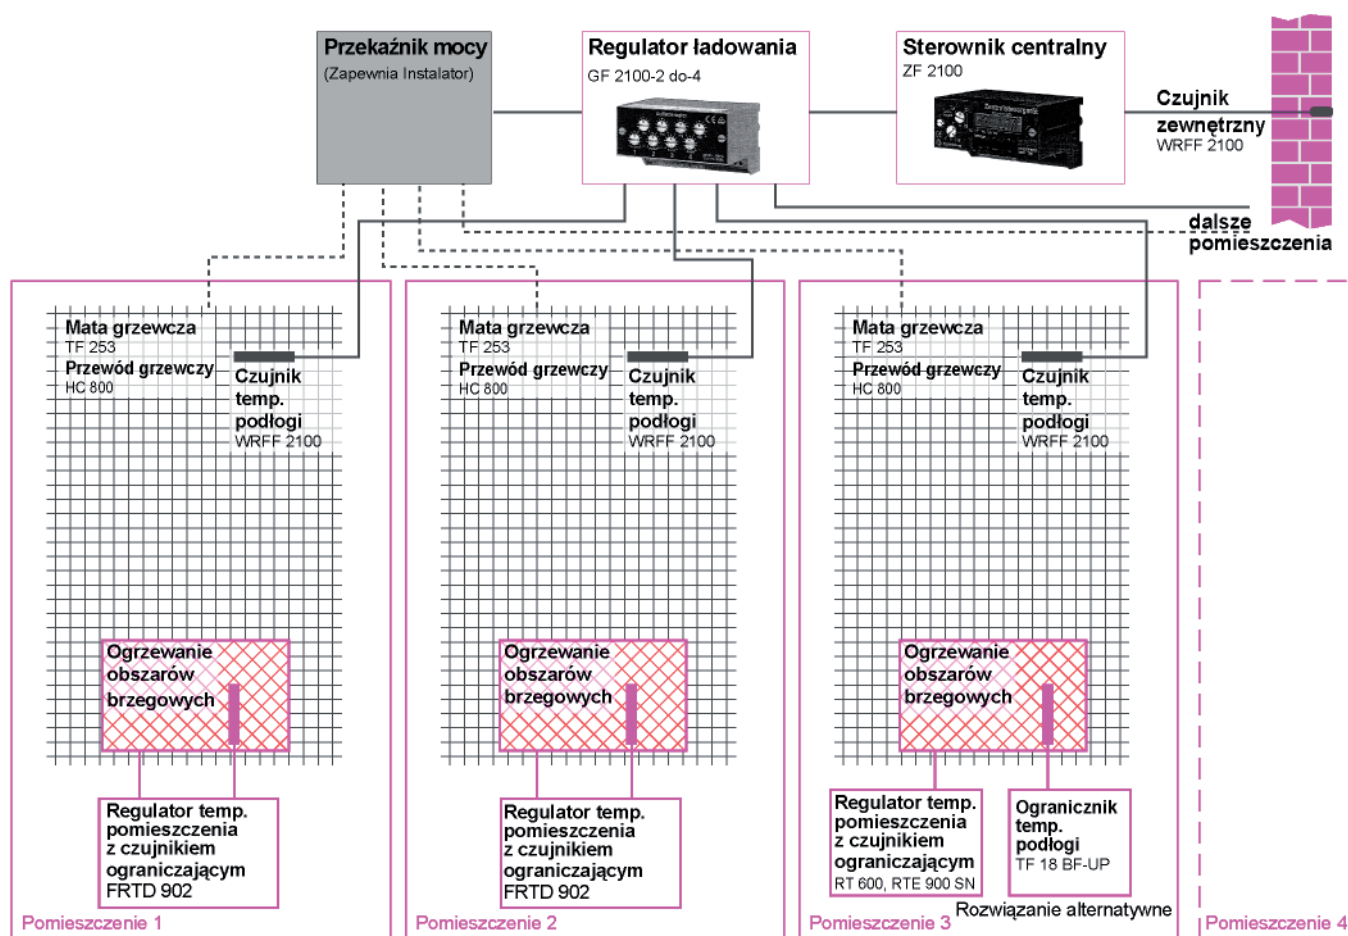 Przekaźnik mocy
(Zapewnia Instalator)
Regulator ładowania
GF 2100-2 do-4
1 2 3 4
Sterownik centralny
ZF 2100
Czujnik
zewnętrzny
WRFF 2100
dalsze
pomieszczenia
Mata grzewcza
TF 253
Przewód grzewczy
HC 800
Czujnik
temp.
podłogi
WRFF 2100
Ogrzewanie
obszarów
brzegowych
Regulator temp.
pomieszczenia
z czujnikiem
ograniczającym
FRTD 902
Pomieszczenie 1
Mata grzewcza
TF 253
Przewód grzewczy
HC 800
Czujnik
temp.
podłogi
WRFF 2100
Ogrzewanie
obszarów
brzegowych
Regulator temp.
pomieszczenia
z czujnikiem
ograniczającym
FRTD 902
Pomieszczenie 2
Mata grzewcza
TF 253
Przewód grzewczy
HC 800
Czujnik
temp.
podłogi
WRFF 2100
Ogrzewanie
obszarów
brzegowych
Regulator temp.
pomieszczenia
z czujnikiem
ograniczającym
RT 600, RTE 900 SN
Ogranicznik
temp.
podłogi
TF 18 BF-UP
Rozwiązanie alternatywne
Pomieszczenie 3
Pomieszczenie 4